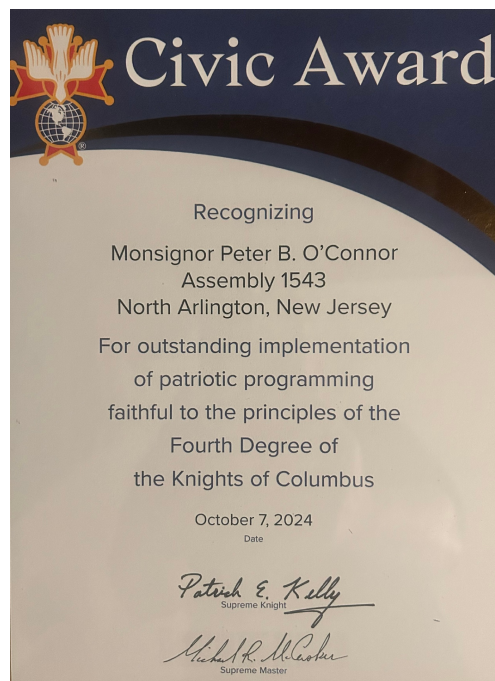 Civic Award
®
Recognizing
Monsignor Peter B. O'Connor
Assembly 1543
North Arlington, New Jersey
For outstanding implementation
of patriotic programming
faithful to the principles of the
Fourth Degree of
the Knights of Columbus
October 7, 2024
Date
Patrick E. Kelly
Supreme Knight
Michael R. McCusker
Supreme Master